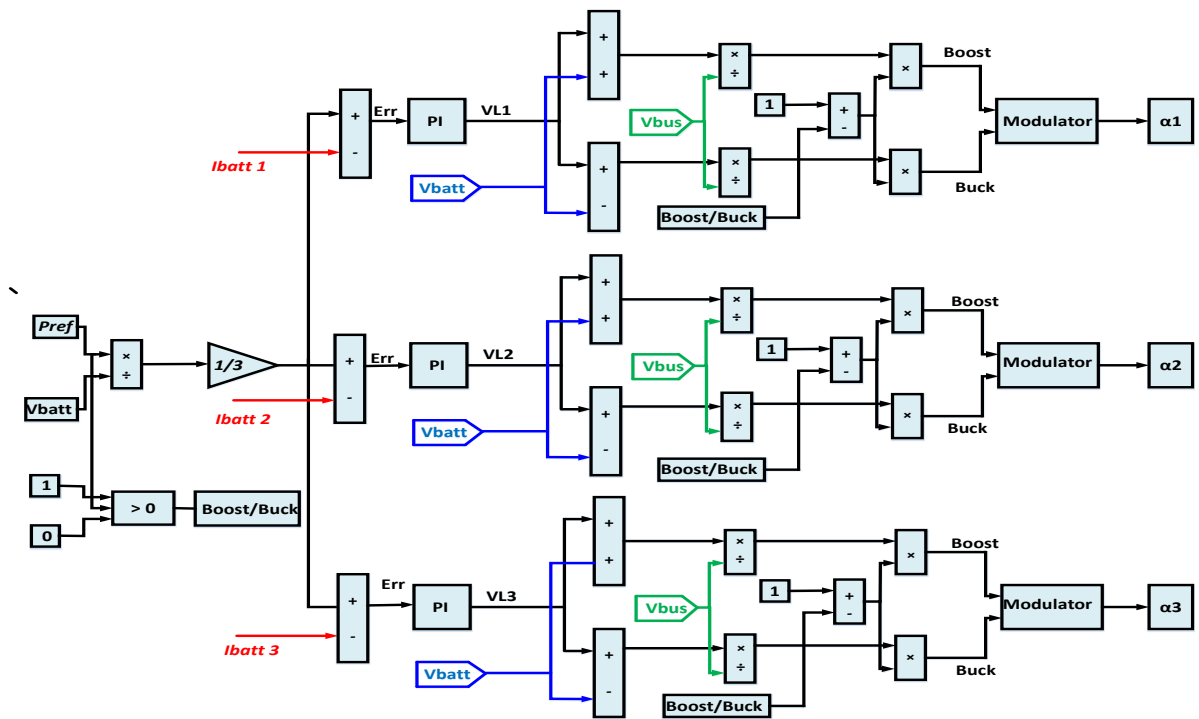 +
+
×
÷
Boost
+
-
Err
PI
VL1
1
+
-
×
Modulator
α1
Vbus
Ibatt 1
Vbatt
+
-
×
÷
×
Buck
Boost/Buck
+
+
×
÷
Boost
Pref
×
÷
1/3
+
-
Err
PI
VL2
1
+
-
×
Modulator
α2
Vbus
Vbatt
Ibatt 2
Vbatt
+
-
×
÷
×
Buck
Boost/Buck
1
> 0
Boost/Buck
0
+
+
×
÷
Boost
+
-
Err
PI
VL3
1
+
-
×
Modulator
α3
Vbus
Ibatt 3
Vbatt
+
-
×
÷
×
Buck
Boost/Buck